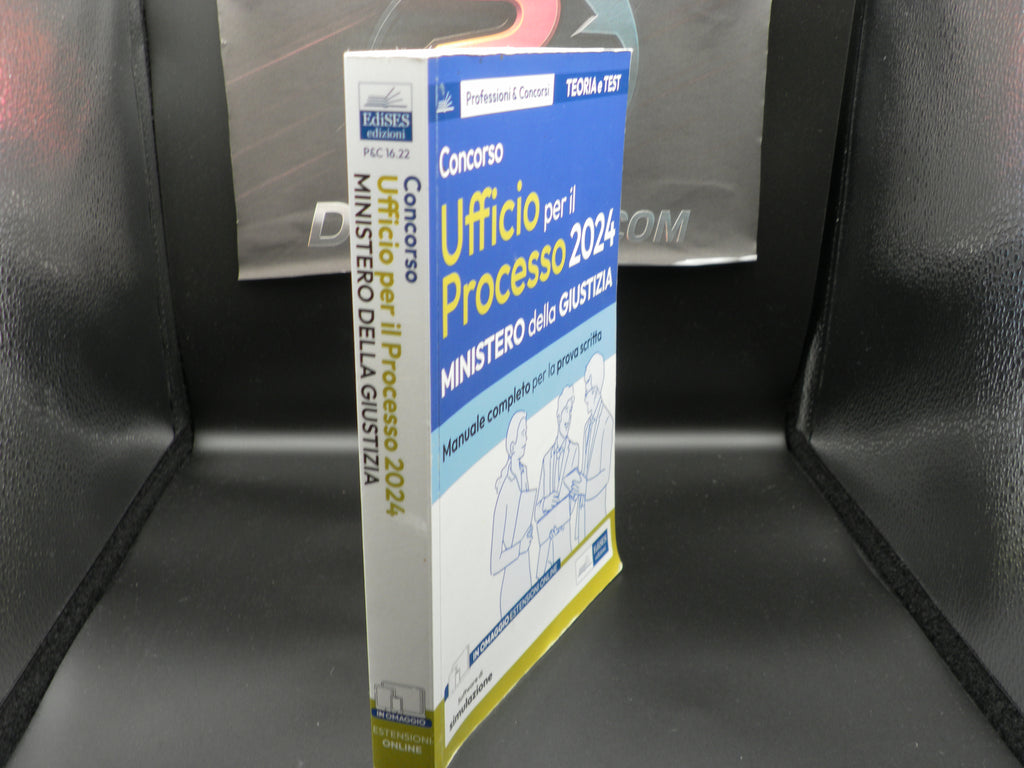 EdiSES
edizioni
P&C 16.22
Concorso
Ufficio per il Processo 2024
MINISTERO DELLA GIUSTIZIA
IN OMAGGIO
ESTENSIONI
ONLINE
Professioni & Concorsi
TEORIA e TEST
Concorso
Ufficio per il
Processo 2024
MINISTERO della GIUSTIZIA
Manuale completo per la prova scritta
IN OMAGGIO ESTENSIONI ONLINE
software di
simulazione